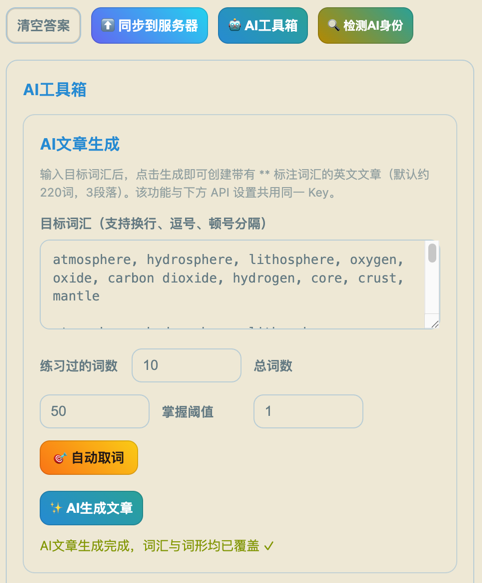 清空答案
⬆️ 同步到服务器
🤖 AI工具箱
🔍 检测AI身份
AI工具箱
AI文章生成
输入目标词汇后，点击生成即可创建带有 ** 标注词汇的英文文章（默认约
220词，3段落）。该功能与下方 API 设置共用同一 Key。
目标词汇（支持换行、逗号、顿号分隔）
atmosphere, hydrosphere, lithosphere, oxygen,
oxide, carbon dioxide, hydrogen, core, crust,
mantle
练习过的词数
10
总词数
50
掌握阈值
1
🎯 自动取词
✨ AI生成文章
AI文章生成完成，词汇与词形均已覆盖 ✓